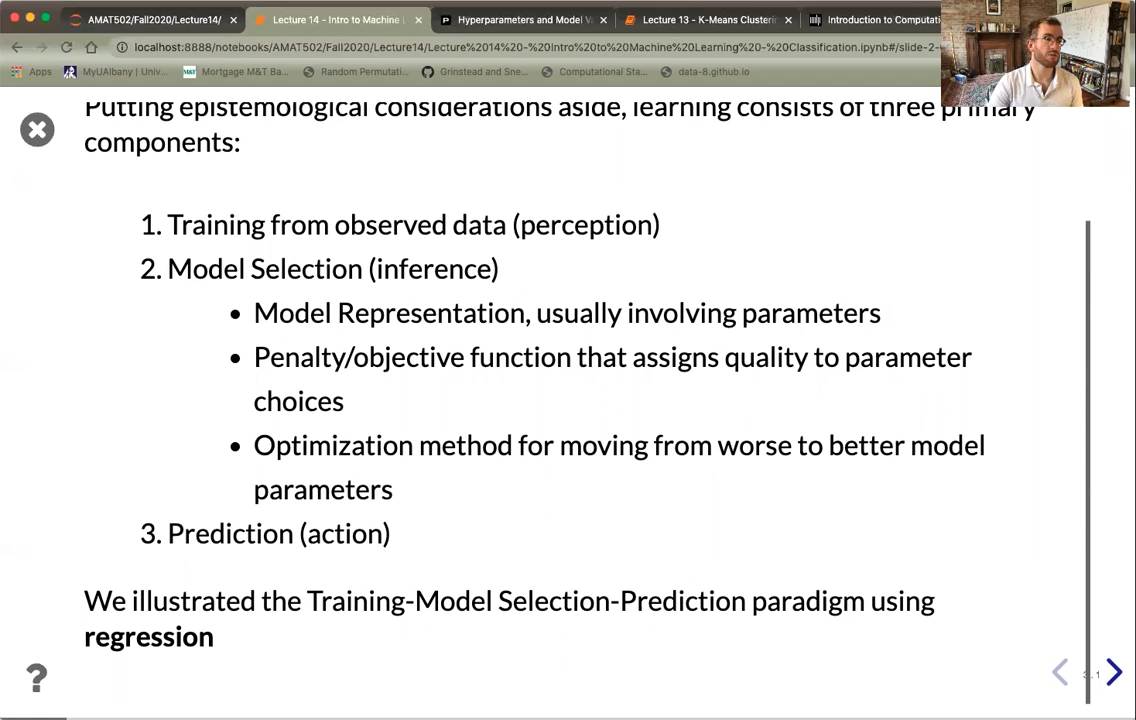 AMAT502/Fall2020/Lecture14/
Lecture 14 - Intro to Machine L
Hyperparameters and Model Va
Lecture 13 - K-Means Clusterin
Introduction to Computati
localhost:8888/notebooks/AMAT502/Fall2020/Lecture14/Lecture%2014%20-%20Intro%20to%20Machine%20Learning%20-%20Classification.ipynb#/slide-2-
Apps
MyUAlbany | Univ...
M&T
Mortgage M&T Ba...
Random Permutati...
Grinstead and Sne...
Computational Sta...
data-8.github.io
Putting epistemological considerations aside, learning consists of three primary
components:
1. Training from observed data (perception)
2. Model Selection (inference)
• Model Representation, usually involving parameters
• Penalty/objective function that assigns quality to parameter
choices
• Optimization method for moving from worse to better model
parameters
3. Prediction (action)
We illustrated the Training-Model Selection-Prediction paradigm using
regression
?